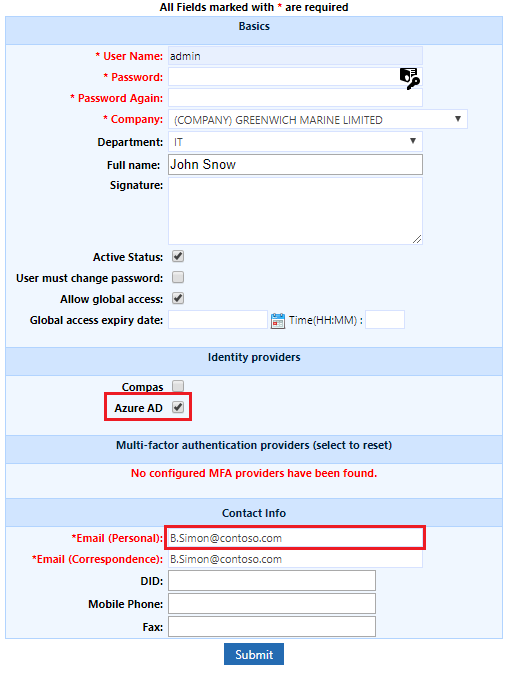 All Fields marked with * are required
Basics
* User Name: admin
* Password:
* Password Again:
* Company: (COMPANY) GREENWICH MARINE LIMITED
Department: IT
Full name: John Snow
Signature:
Active Status:
User must change password:
Allow global access:
Global access expiry date: Time(HH:MM) :
Identity providers
Compas
Azure AD
Multi-factor authentication providers (select to reset)
No configured MFA providers have been found.
Contact Info
*Email (Personal): B.Simon@contoso.com
*Email (Correspondence): B.Simon@contoso.com
DID:
Mobile Phone:
Fax:
Submit